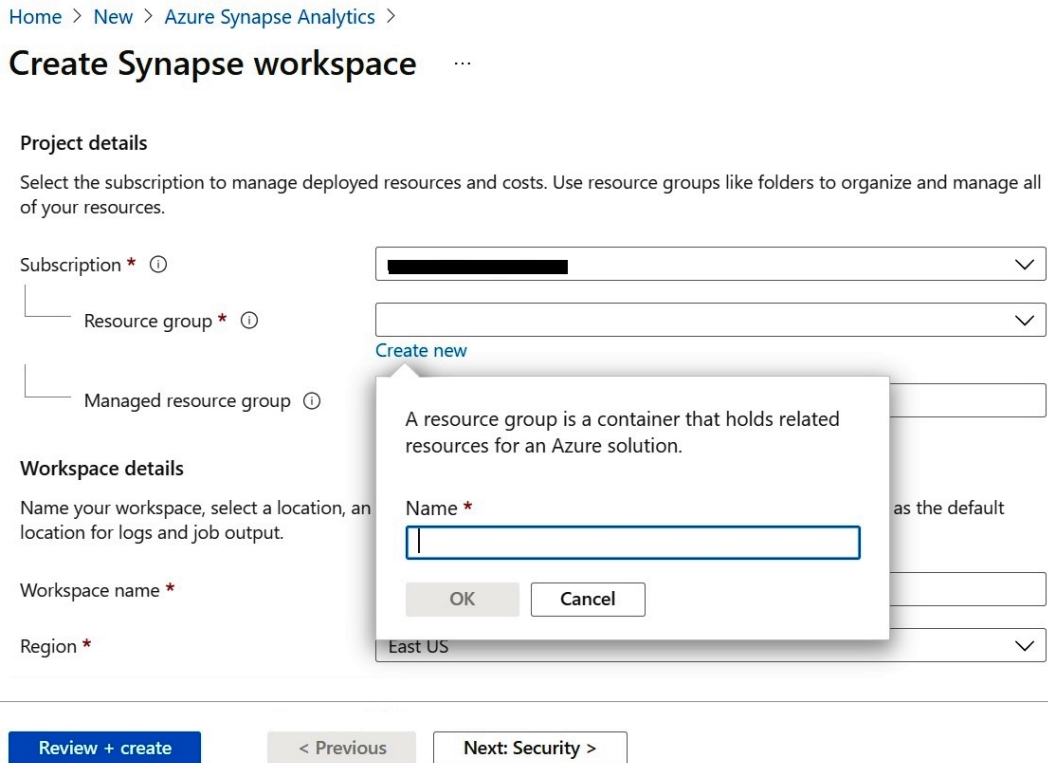 Home > New > Azure Synapse Analytics >
Create Synapse workspace ...
Project details
Select the subscription to manage deployed resources and costs. Use resource groups like folders to organize and manage all
of your resources.
Subscription *
Resource group *
Create new
Managed resource group
A resource group is a container that holds related
resources for an Azure solution.
Workspace details
Name your workspace, select a location, an
as the default
location for logs and job output.
Name *
OK
Cancel
Workspace name *
Region *
East US
Review + create
< Previous
Next: Security >